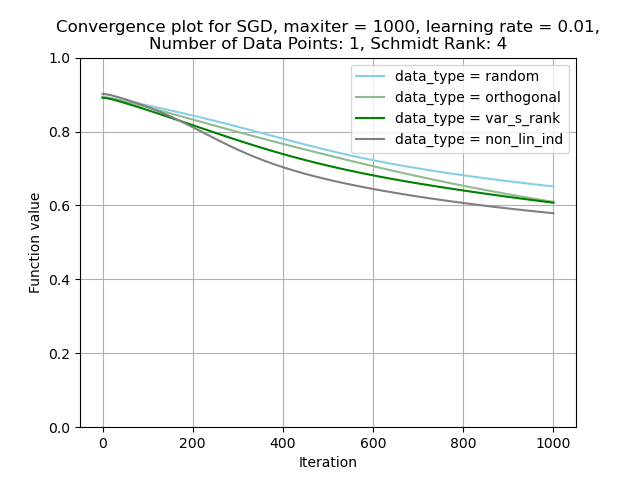 Convergence plot for SGD, maxiter = 1000, learning rate = 0.01,
Number of Data Points: 1, Schmidt Rank: 4
data_type = random
data_type = orthogonal
data_type = var_s_rank
data_type = non_lin_ind
Function value
1.0
0.8
0.6
0.4
0.2
0.0
0 200 400 600 800 1000
Iteration